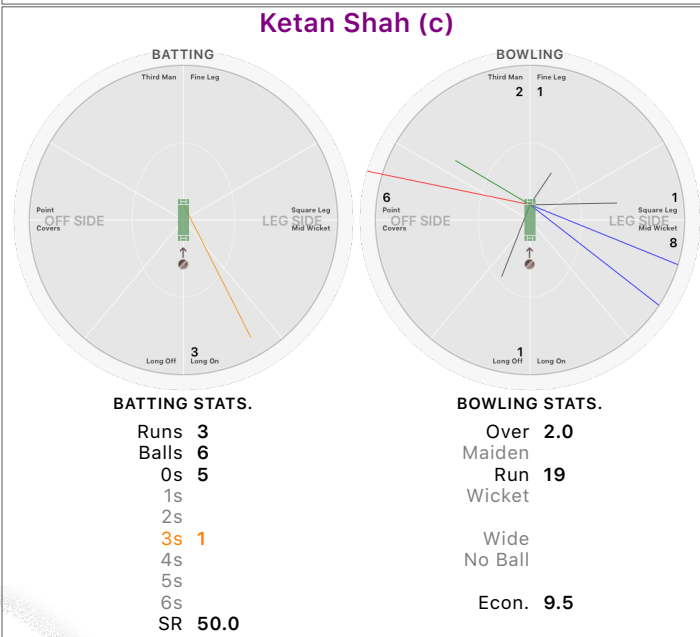 Ketan Shah (c)
BATTING
BOWLING
Third Man Fine Leg
Third Man Fine Leg
2 1
6
1
Point
Square Leg
Point
Square Leg
OFF SIDE LEG SIDE
OFF SIDE LEG SIDE
Covers
Mid Wicket
Covers
Mid Wicket
8
3
1
Long Off Long On
Long Off Long On
BATTING STATS.
Runs 3
Balls 6
0s 5
1s
2s
3s 1
4s
5s
6s
SR 50.0
BOWLING STATS.
Over 2.0
Maiden
Run 19
Wicket
Wide
No Ball
Econ. 9.5